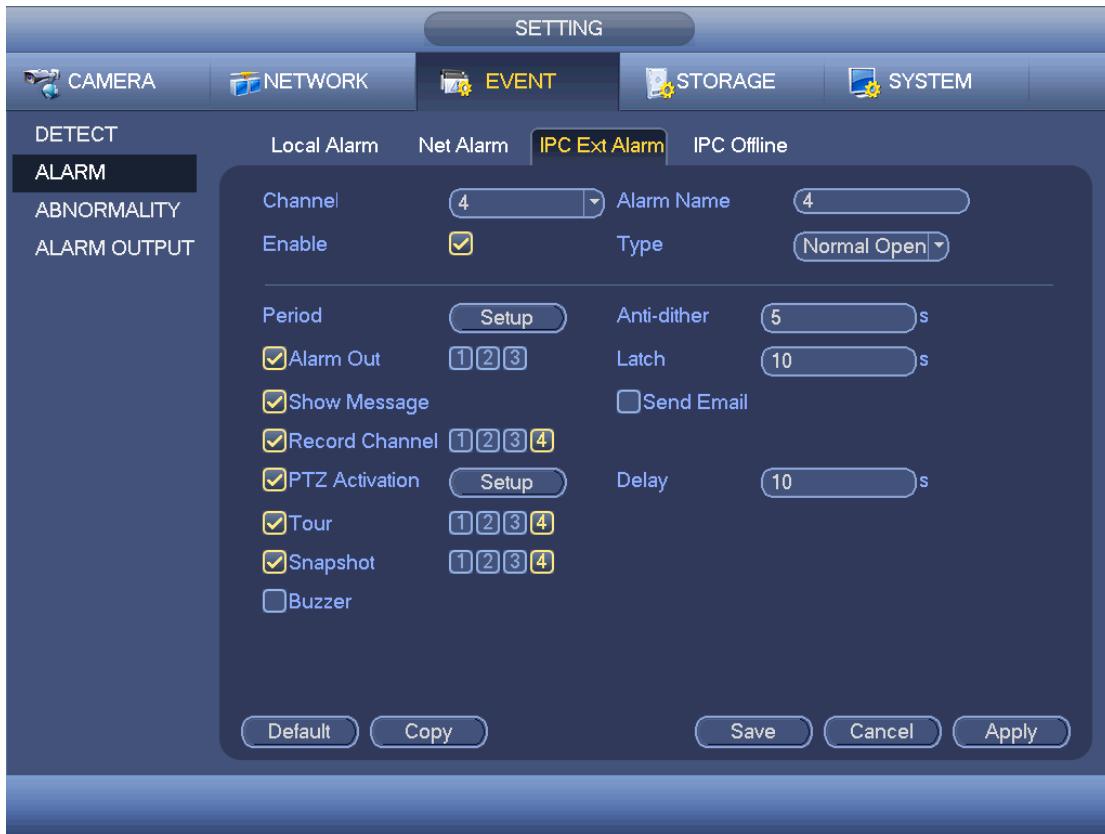 SETTING
CAMERA NETWORK EVENT STORAGE SYSTEM
DETECT
ALARM
ABNORMALITY
ALARM OUTPUT
Local Alarm Net Alarm IPC Ext Alarm IPC Offline
Channel 4 Alarm Name 4
Enable Type Normal Open
Period Setup Anti-dither 5 s
Alarm Out 1 2 3 Latch 10 s
Show Message Send Email
Record Channel 1 2 3 4
PTZ Activation Setup Delay 10 s
Tour 1 2 3 4
Snapshot 1 2 3 4
Buzzer
Default Copy Save Cancel Apply